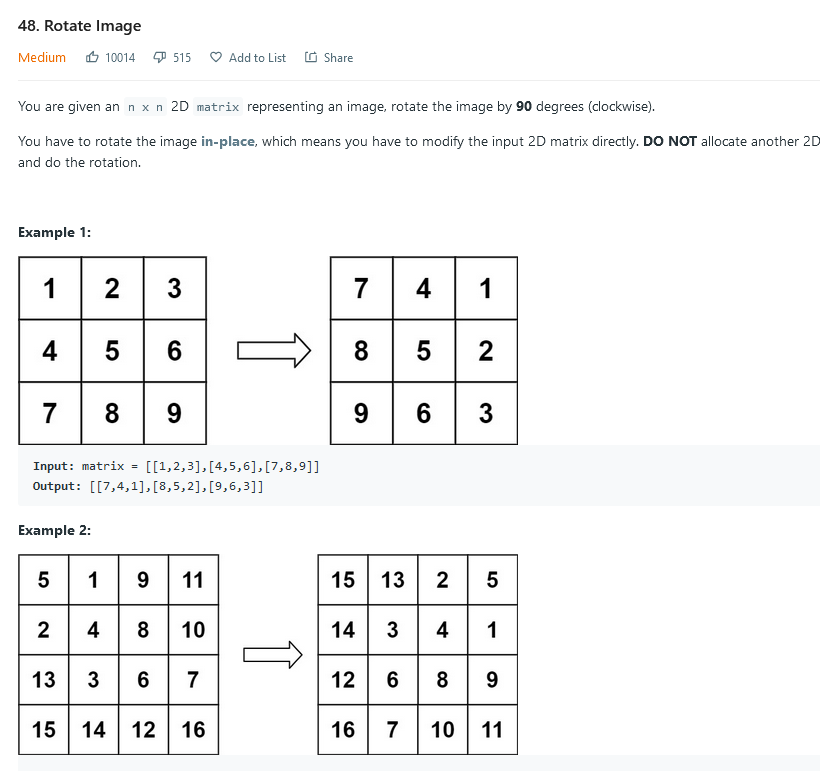 48. Rotate Image
Medium 10014 515 Add to List Share
You are given an n x n 2D matrix representing an image, rotate the image by 90 degrees (clockwise).
You have to rotate the image in-place, which means you have to modify the input 2D matrix directly. DO NOT allocate another 2D
and do the rotation.
Example 1:
1 2 3 7 4 1
4 5 6 8 5 2
7 8 9 9 6 3
Input: matrix = [[1,2,3],[4,5,6],[7,8,9]]
Output: [[7,4,1],[8,5,2],[9,6,3]]
Example 2:
5 1 9 11 15 13 2 5
2 4 8 10 14 3 4 1
13 3 6 7 12 6 8 9
15 14 12 16 16 7 10 11